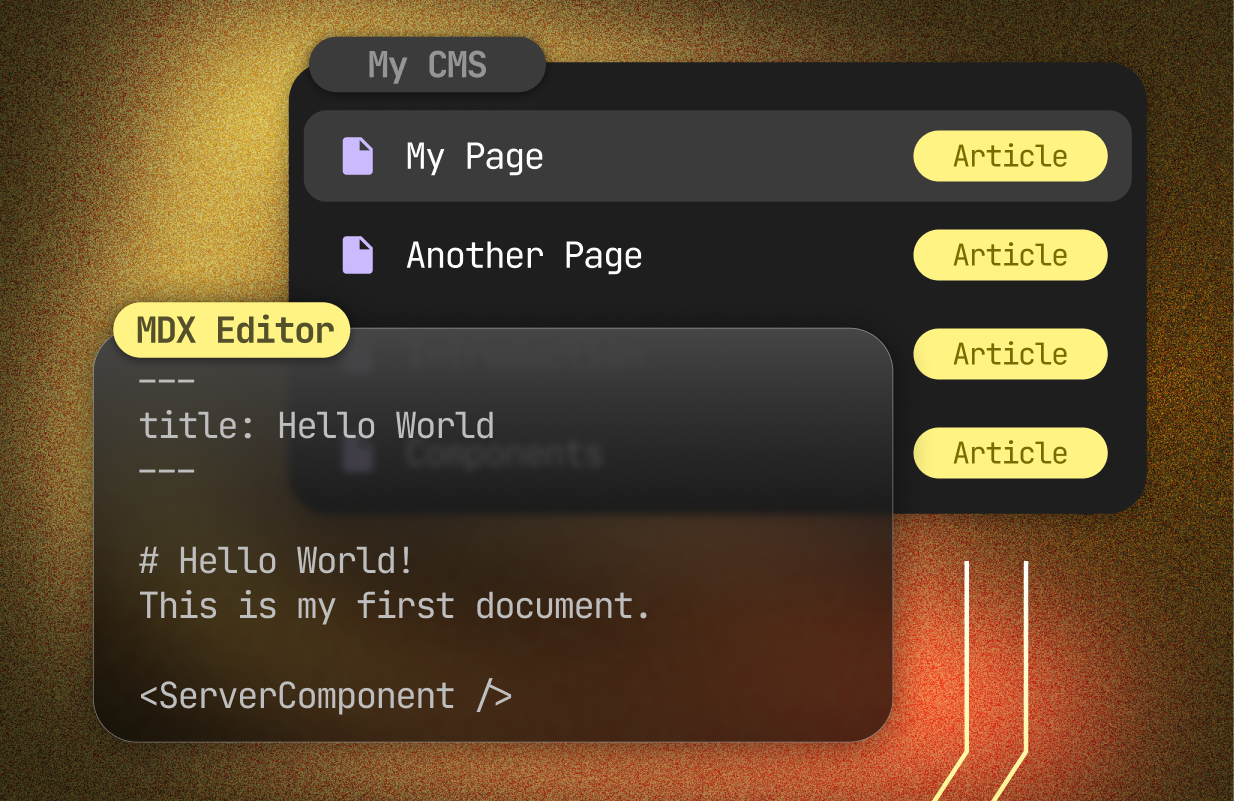 My CMS
My Page Article
Another Page Article
Article
Components Article
MDX Editor
---
title: Hello World
---
# Hello World!
This is my first document.
<ServerComponent />